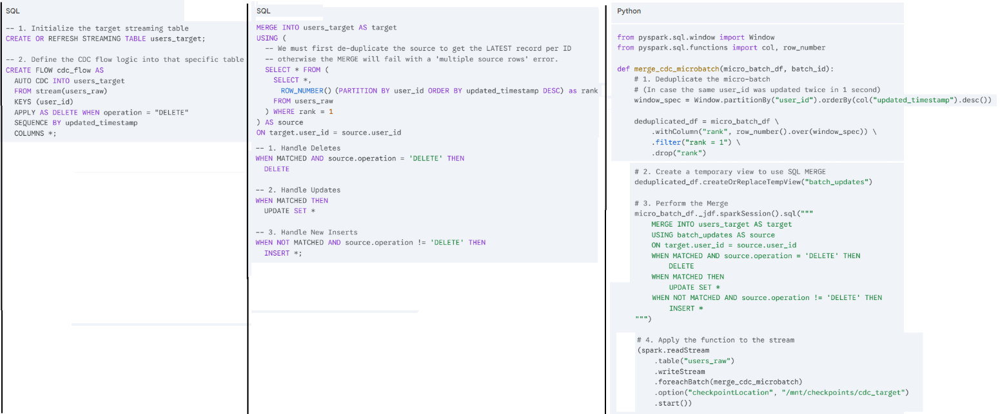 SQL
-- 1. Initialize the target streaming table
CREATE OR REFRESH STREAMING TABLE users_target;
-- 2. Define the CDC flow logic into that specific table
CREATE FLOW cdc_flow AS
  AUTO CDC INTO users_target
  FROM stream(users_raw)
  KEYS (user_id)
  APPLY AS DELETE WHEN operation = "DELETE"
  SEQUENCE BY updated_timestamp
  COLUMNS *;
SQL
MERGE INTO users_target AS target
USING (
  -- We must first de-duplicate the source to get the LATEST record per ID
  -- otherwise the MERGE will fail with a 'multiple source rows' error.
  SELECT * FROM (
    SELECT *,
      ROW_NUMBER() (PARTITION BY user_id ORDER BY updated_timestamp DESC) as rank
    FROM users_raw
  ) WHERE rank = 1
) AS source
ON target.user_id = source.user_id
-- 1. Handle Deletes
WHEN MATCHED AND source.operation = 'DELETE' THEN
  DELETE
-- 2. Handle Updates
WHEN MATCHED THEN
  UPDATE SET *
-- 3. Handle New Inserts
WHEN NOT MATCHED AND source.operation != 'DELETE' THEN
  INSERT *;
Python
from pyspark.sql.window import Window
from pyspark.sql.functions import col, row_number
def merge_cdc_microbatch(micro_batch_df, batch_id):
    # 1. Deduplicate the micro-batch
    # (In case the same user_id was updated twice in 1 second)
    window_spec = Window.partitionBy("user_id").orderBy(col("updated_timestamp").desc())
    deduplicated_df = micro_batch_df \
        .withColumn("rank", row_number().over(window_spec)) \
        .filter("rank = 1") \
        .drop("rank")
    # 2. Create a temporary view to use SQL MERGE
    deduplicated_df.createOrReplaceTempView("batch_updates")
    # 3. Perform the Merge
    micro_batch_df._jdf.sparkSession().sql("""
        MERGE INTO users_target AS target
        USING batch_updates AS source
        ON target.user_id = source.user_id
        WHEN MATCHED AND source.operation = 'DELETE' THEN
            DELETE
        WHEN MATCHED THEN
            UPDATE SET *
        WHEN NOT MATCHED AND source.operation != 'DELETE' THEN
            INSERT *
    """)
    # 4. Apply the function to the stream
    (spark.readStream
        .table("users_raw")
        .writeStream
        .foreachBatch(merge_cdc_microbatch)
        .option("checkpointLocation", "/mnt/checkpoints/cdc_target")
        .start())